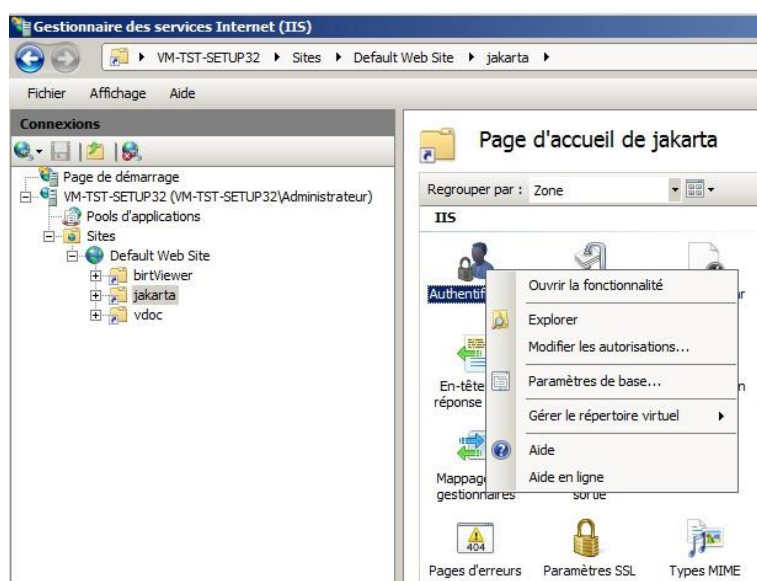 Gestionnaire des services Internet (IIS)
VM-TST-SETUP32 Sites Default Web Site jakarta
Fichier Affichage Aide
Connexions
Page de démarrage
VM-TST-SETUP32 (VM-TST-SETUP32\Administrateur)
Pools d'applications
Sites
Default Web Site
birtViewer
jakarta
vdoc
Page d'accueil de jakarta
Regrouper par : Zone
IIS
Authentif
Ouvrir la fonctionnalité
Explorer
Modifier les autorisations...
Paramètres de base...
Gérer le répertoire virtuel
Aide
Aide en ligne
En-tête
réponse
Mappag
gestionnaires sortie
404
Pages d'erreurs Paramètres SSL Types MIME